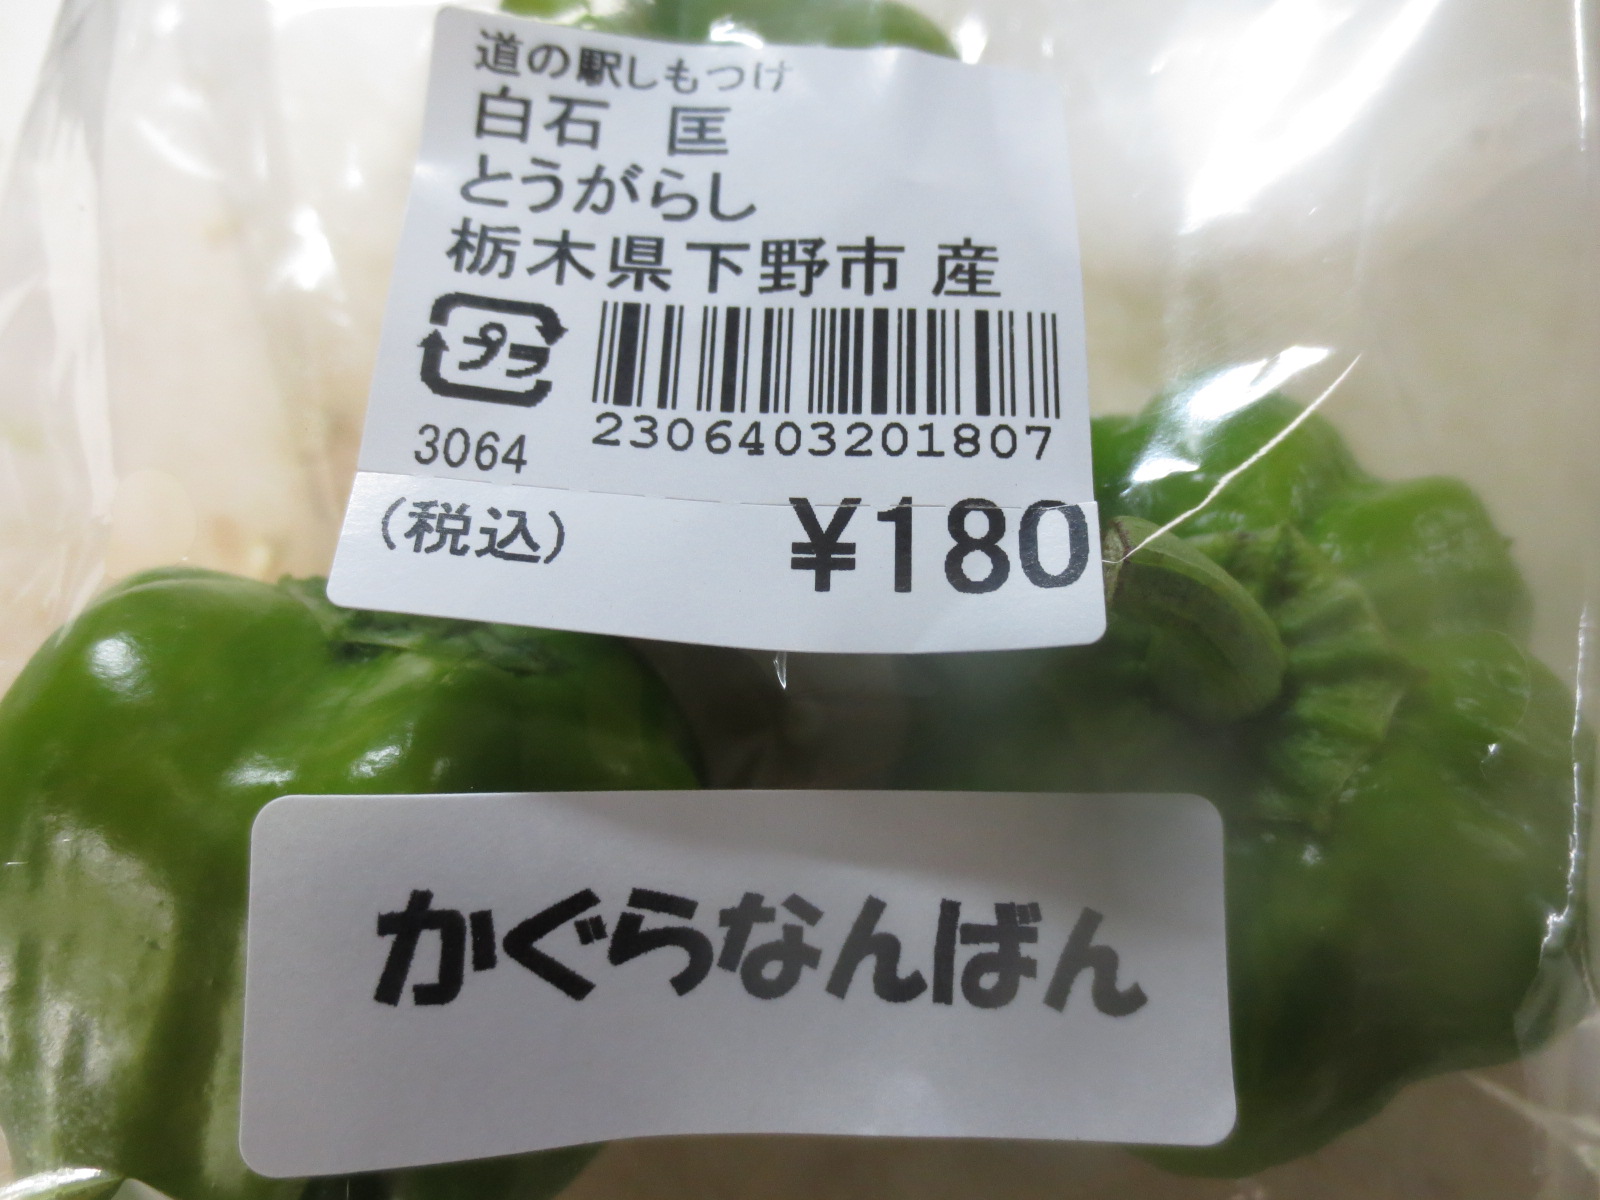 道の駅しもつけ
白石　匡
とうがらし
栃木県下野市 産
プラ
2306403201807
3064
(税込) ¥180
かぐらなんばん